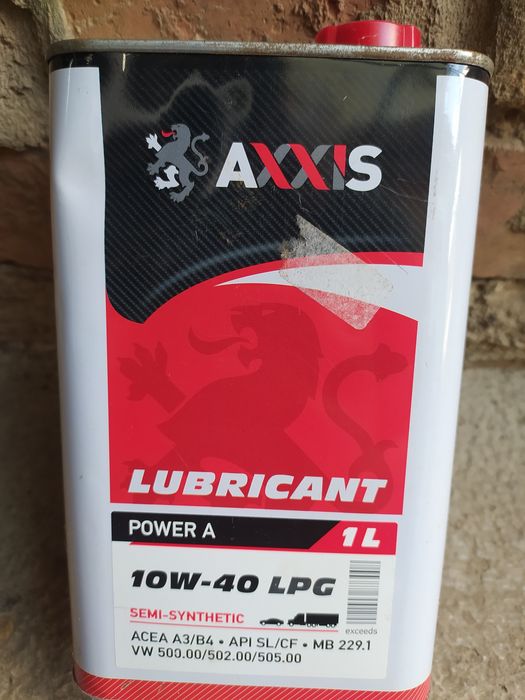 AXXIS
LUBRICANT
POWER A 1L
10W-40 LPG
SEMI-SYNTHETIC
exceeds
ACEA A3/B4 • API SL/CF • MB 229.1
VW 500.00/502.00/505.00